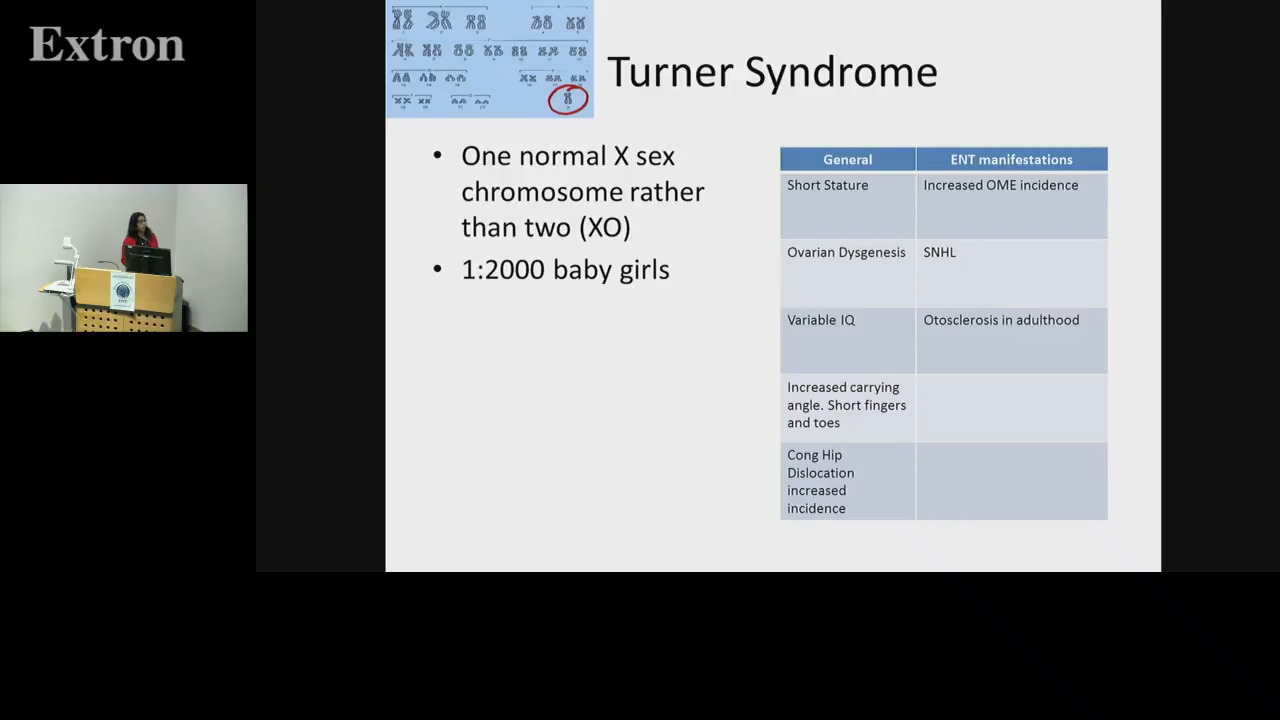 Extron
Turner Syndrome
• One normal X sex
chromosome rather
than two (XO)
• 1:2000 baby girls
General
ENT manifestations
Short Stature
Increased OME incidence
Ovarian Dysgenesis
SNHL
Variable IQ
Otosclerosis in adulthood
Increased carrying
angle. Short fingers
and toes
Cong Hip
Dislocation
increased
incidence